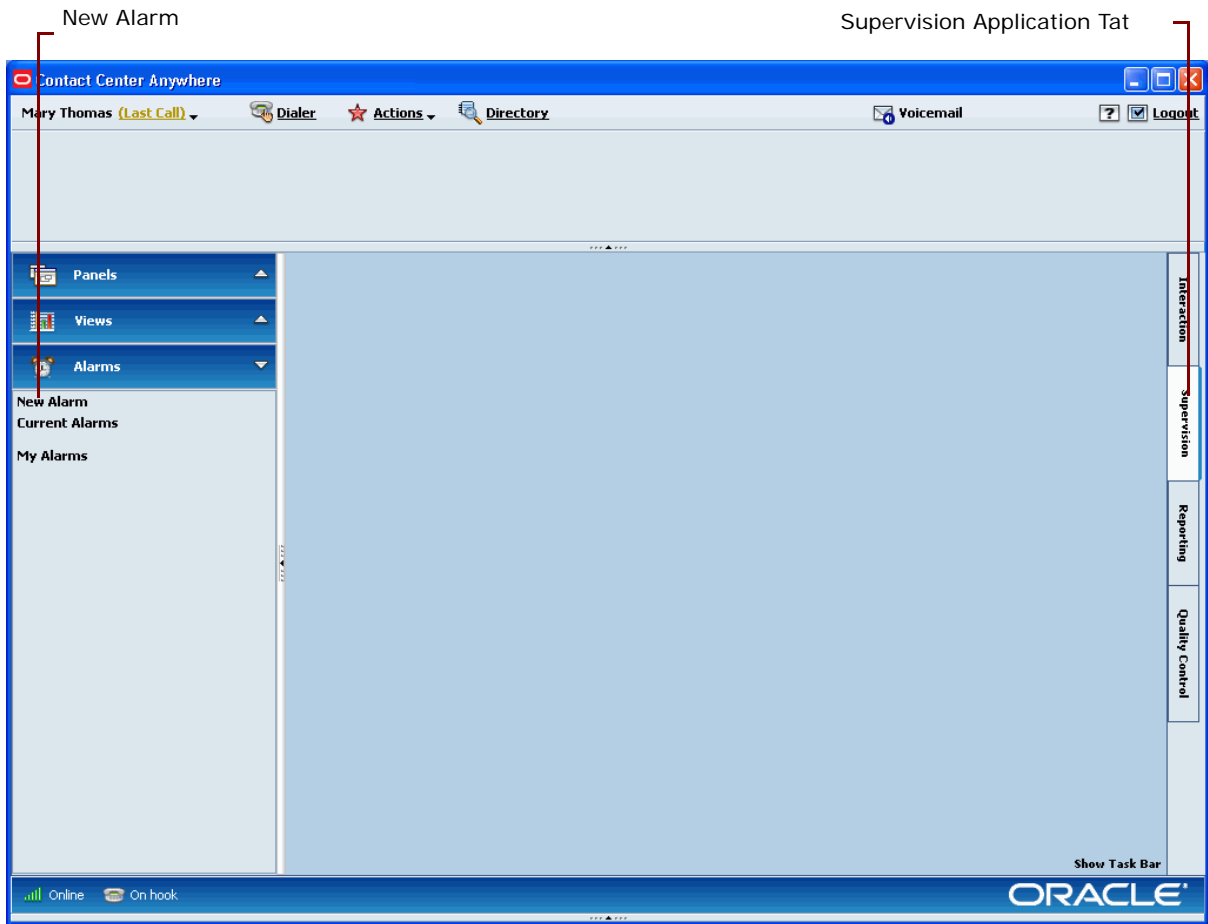 New Alarm
Supervision Application Tat
Contact Center Anywhere
Mary Thomas (Last Call) Dialer Actions Directory Voicemail ? Logout
Panels
Views
Alarms
New Alarm
Current Alarms
My Alarms
Interaction
Supervision
Reporting
Quality Control
Show Task Bar
Online On hook ORACLE